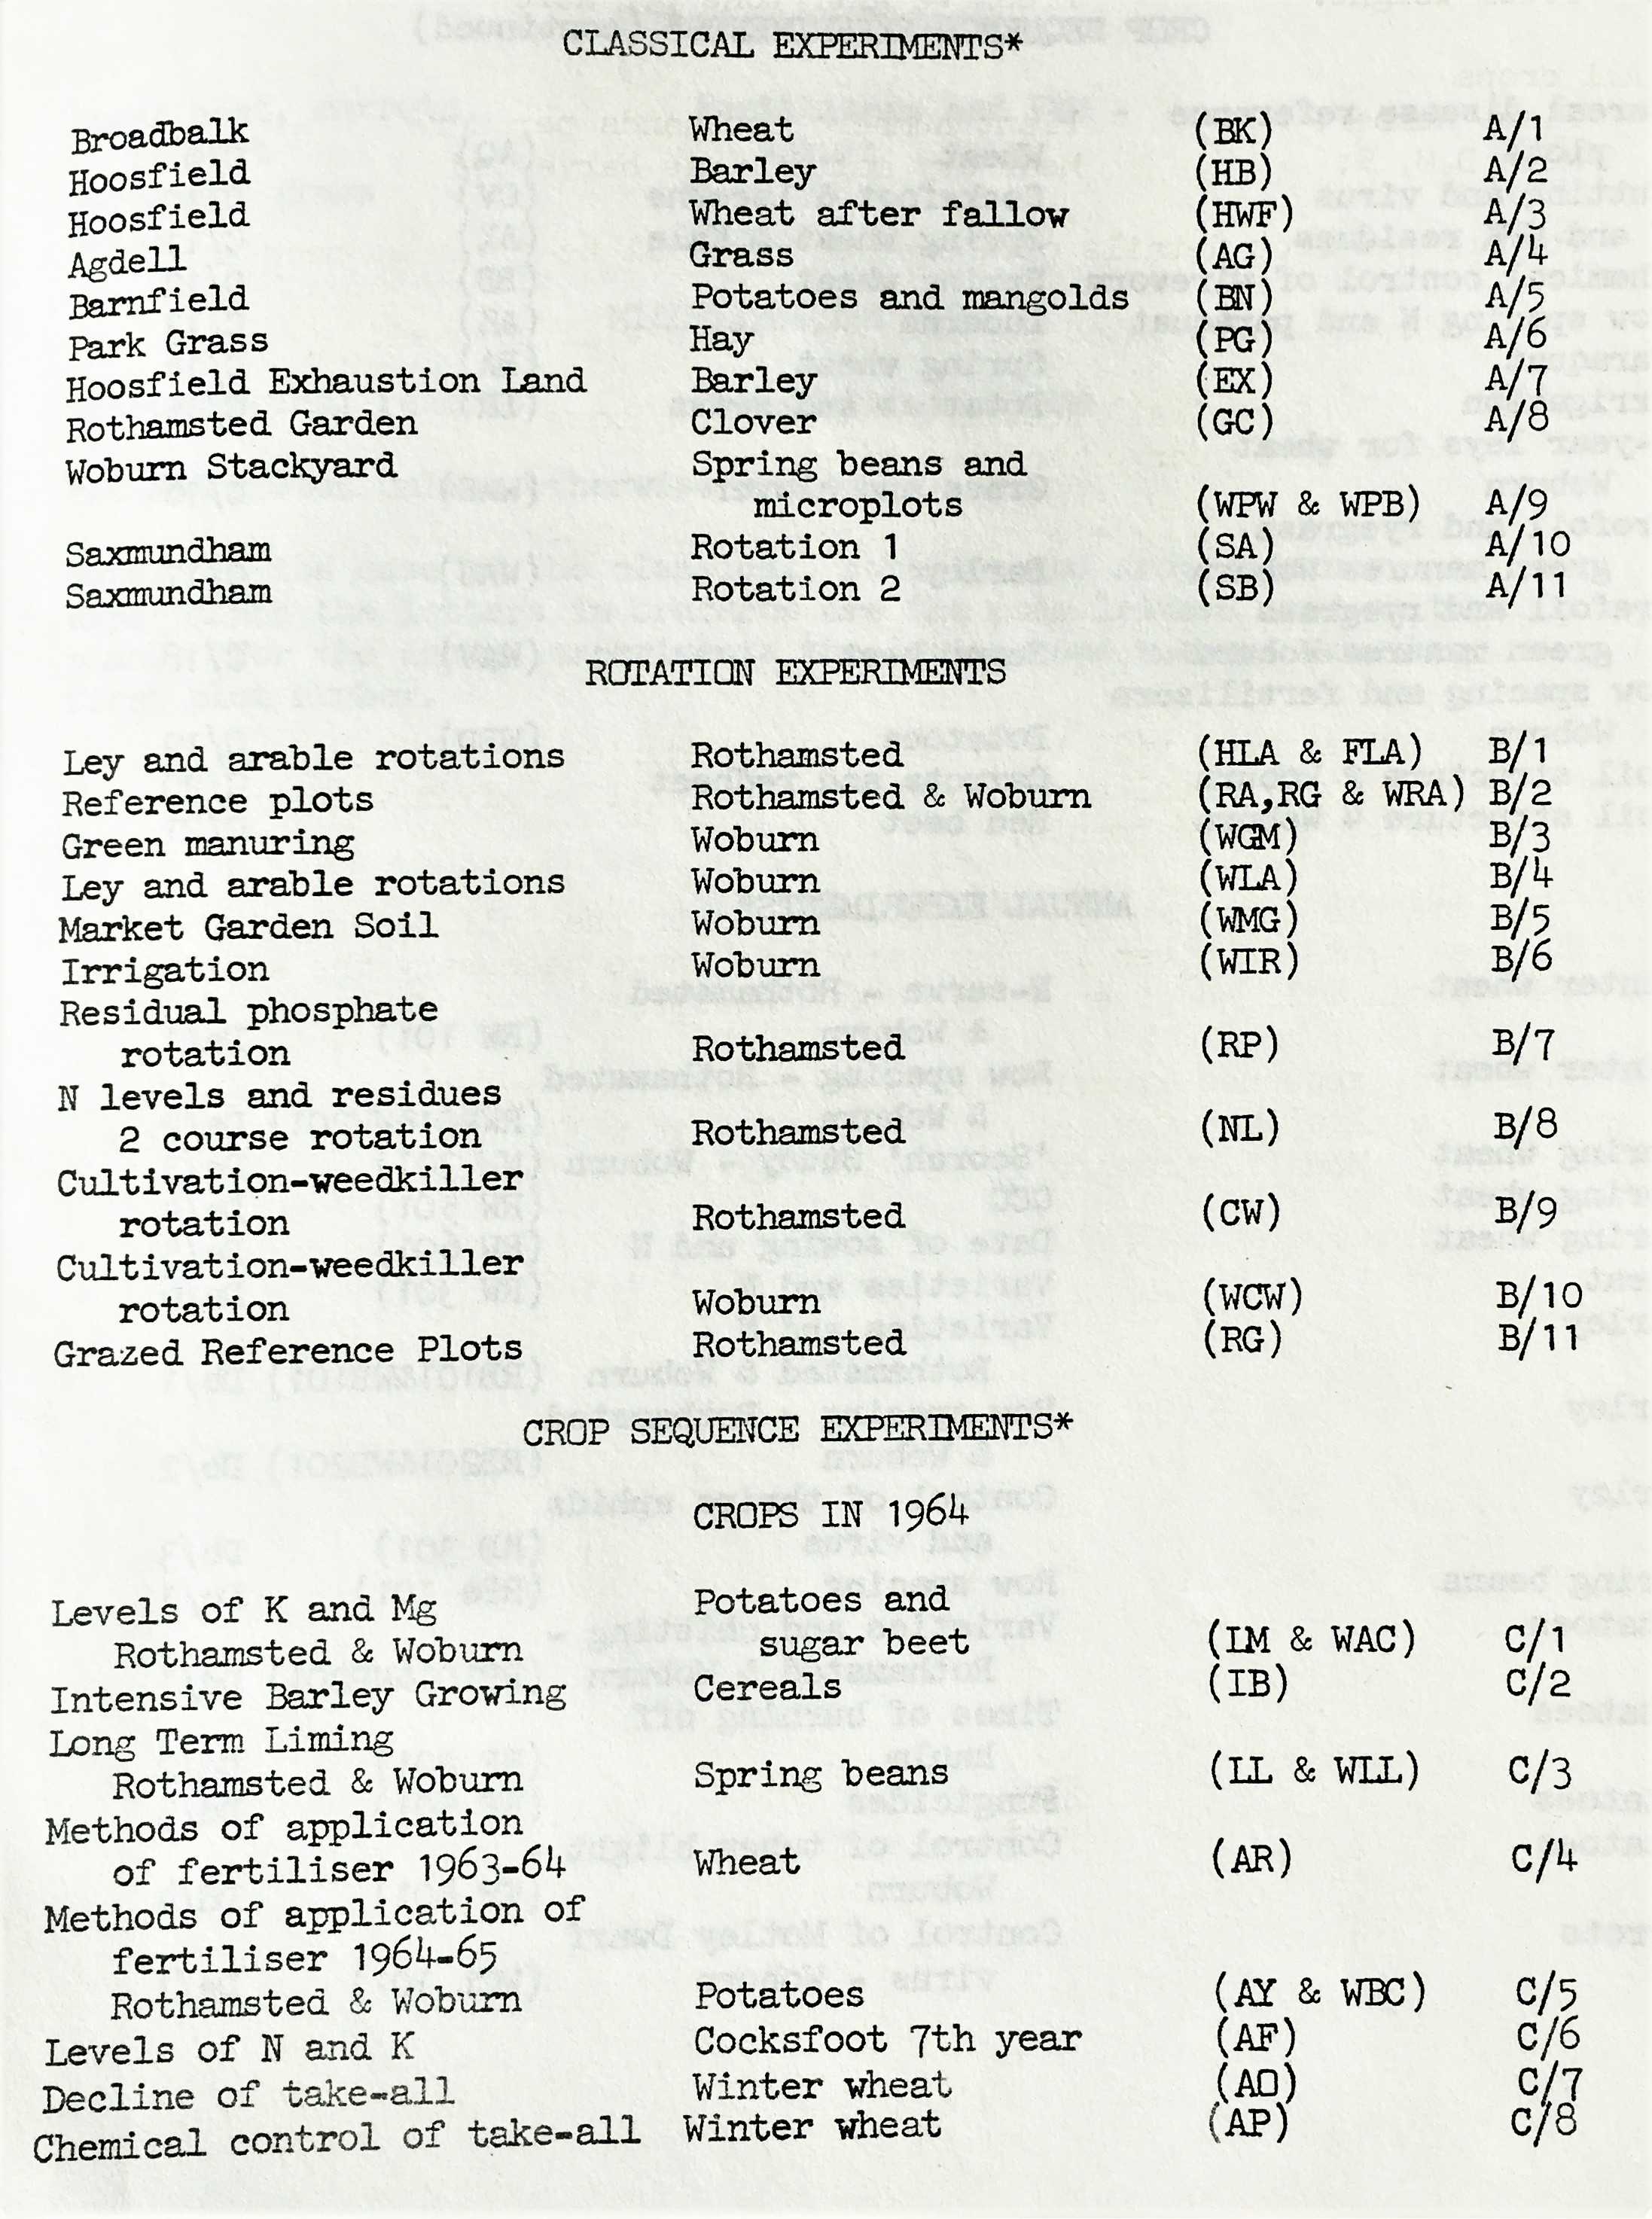 CLASSICAL EXPERIMENTS*
Broadbalk Wheat (BK) A/1
Hoosfield Barley (HB) A/2
Hoosfield Wheat after fallow (HWF) A/3
Agdell Grass (AG) A/4
Barnfield Potatoes and mangolds (BN) A/5
Park Grass Hay (PG) A/6
Hoosfield Exhaustion Land Barley (EX) A/7
Rothamsted Garden Clover (GC) A/8
Woburn Stackyard Spring beans and
microplots (WPW & WPB) A/9
Saxmundham Rotation 1 (SA) A/10
Saxmundham Rotation 2 (SB) A/11
ROTATION EXPERIMENTS
Ley and arable rotations Rothamsted (HLA & FLA) B/1
Reference plots Rothamsted & Woburn (RA,RG & WRA) B/2
Green manuring Woburn (WGM) B/3
Ley and arable rotations Woburn (WLA) B/4
Market Garden Soil Woburn (WMG) B/5
Irrigation Woburn (WIR) B/6
Residual phosphate
rotation Rothamsted (RP) B/7
N levels and residues
2 course rotation Rothamsted (NL) B/8
Cultivation-weedkiller
rotation Rothamsted (CW) B/9
Cultivation-weedkiller
rotation Woburn (WCW) B/10
Grazed Reference Plots Rothamsted (RG) B/11
CROP SEQUENCE EXPERIMENTS*
CROPS IN 1964
Levels of K and Mg Potatoes and
Rothamsted & Woburn sugar beet (IM & WAC) C/1
Intensive Barley Growing Cereals (IB) C/2
Long Term Liming
Rothamsted & Woburn Spring beans (LL & WLL) C/3
Methods of application
of fertiliser 1963-64 Wheat (AR) C/4
Methods of application of
fertiliser 1964-65
Rothamsted & Woburn Potatoes (AY & WBC) C/5
Levels of N and K Cocksfoot 7th year (AF) C/6
Decline of take-all Winter wheat (AO) C/7
Chemical control of take-all Winter wheat (AP) C/8